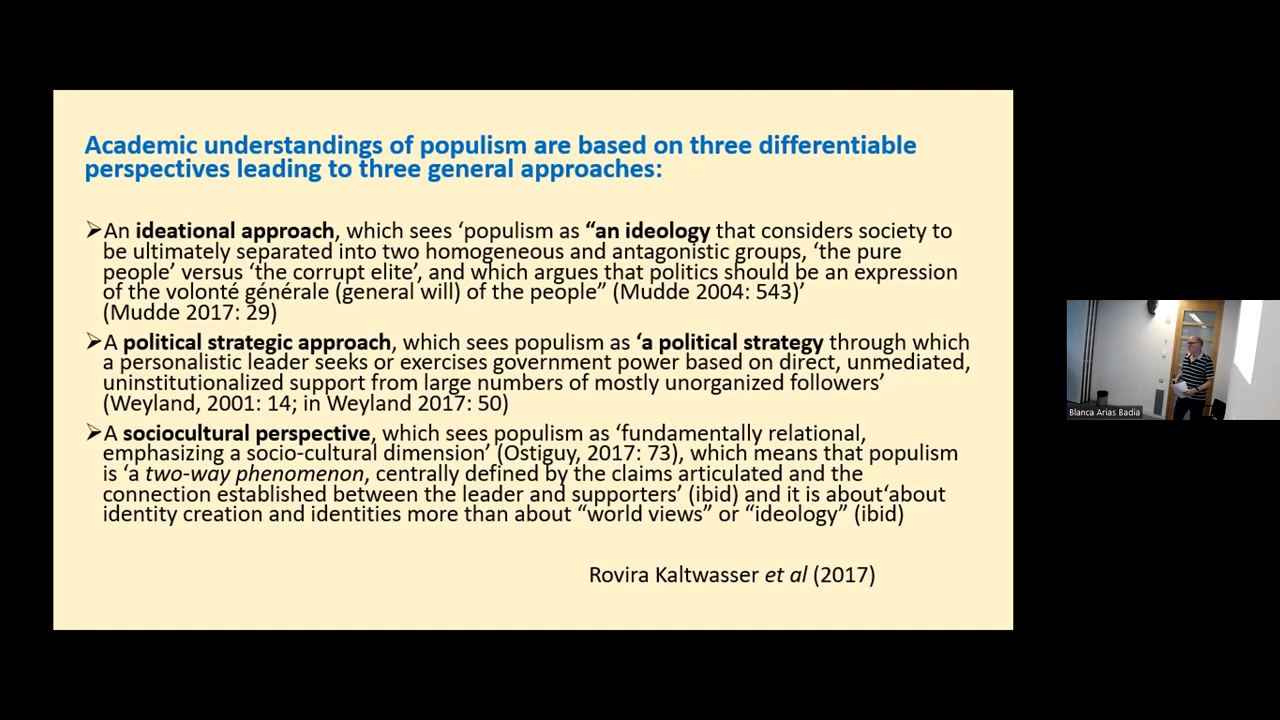 Academic understandings of populism are based on three differentiable
perspectives leading to three general approaches:
➢An ideational approach, which sees ‘populism as “an ideology that considers society to
be ultimately separated into two homogeneous and antagonistic groups, ‘the pure
people’ versus ‘the corrupt elite’, and which argues that politics should be an expression
of the volonté générale (general will) of the people” (Mudde 2004: 543)’
(Mudde 2017: 29)
➢A political strategic approach, which sees populism as ‘a political strategy through which
a personalistic leader seeks or exercises government power based on direct, unmediated,
uninstitutionalized support from large numbers of mostly unorganized followers’
(Weyland, 2001: 14; in Weyland 2017: 50)
➢A sociocultural perspective, which sees populism as ‘fundamentally relational,
emphasizing a socio-cultural dimension’ (Ostiguy, 2017: 73), which means that populism
is ‘a two-way phenomenon, centrally defined by the claims articulated and the
connection established between the leader and supporters’ (ibid) and it is about‘about
identity creation and identities more than about “world views” or “ideology” (ibid)
Rovira Kaltwasser et al (2017)
Blanca Arias Badia